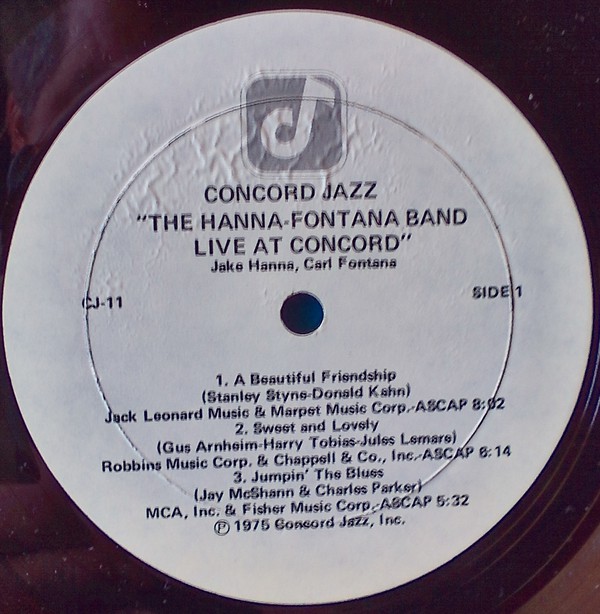 CONCORD JAZZ
"THE HANNA-FONTANA BAND
LIVE AT CONCORD"
Jake Hanna, Carl Fontana
CJ-11
SIDE 1
1. A Beautiful Friendship
(Stanley Styne-Donald Kahn)
Jack Leonard Music & Marpet Music Corp.-ASCAP 8:02
2. Sweet and Lovely
(Gus Arnheim-Harry Tobias-Jules Lemare)
Robbins Music Corp. & Chappell & Co., Inc.-ASCAP 6:14
3. Jumpin' The Blues
(Jay McShann & Charles Parker)
MCA, Inc. & Fisher Music Corp.-ASCAP 5:32
℗ 1975 Concord Jazz, Inc.